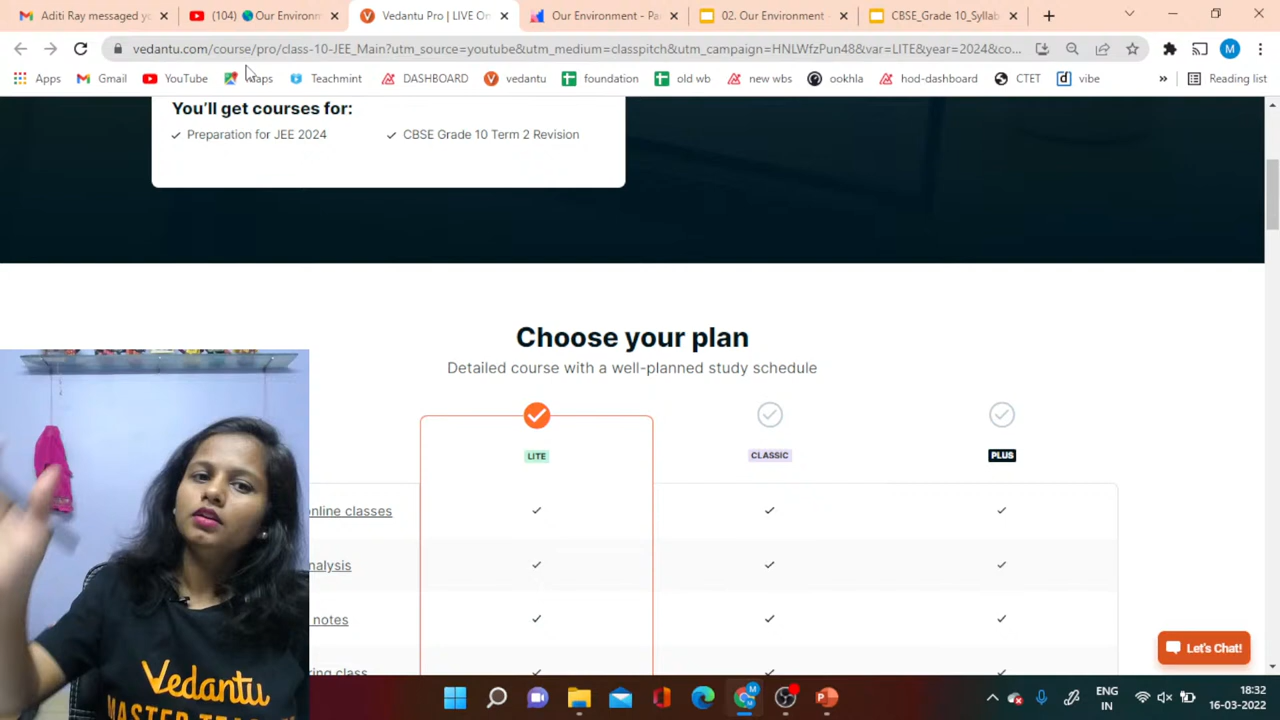 Aditi Ray messaged y
(104) Our Environm
Vedantu Pro | LIVE On
Our Environment - Pa
02. Our Environment -
CBSE_Grade 10_Syllab
vedantu.com/course/pro/class-10-JEE_Main?utm_source=youtube&utm_medium=classpitch&utm_campaign=HNLWfzPun48&var=LITE&year=2024&co...
M
Apps
Gmail
YouTube
Maps
Teachmint
DASHBOARD
vedantu
foundation
old wb
new wbs
ookhla
hod-dashboard
CTET
vibe
»
Reading list
You'll get courses for:
Preparation for JEE 2024
CBSE Grade 10 Term 2 Revision
Choose your plan
Detailed course with a well-planned study schedule
LITE
CLASSIC
PLUS
online classes
nalysis
notes
ring class
Let's Chat!
Vedantu
MASTER TEACHER
ENG
IN
18:32
16-03-2022